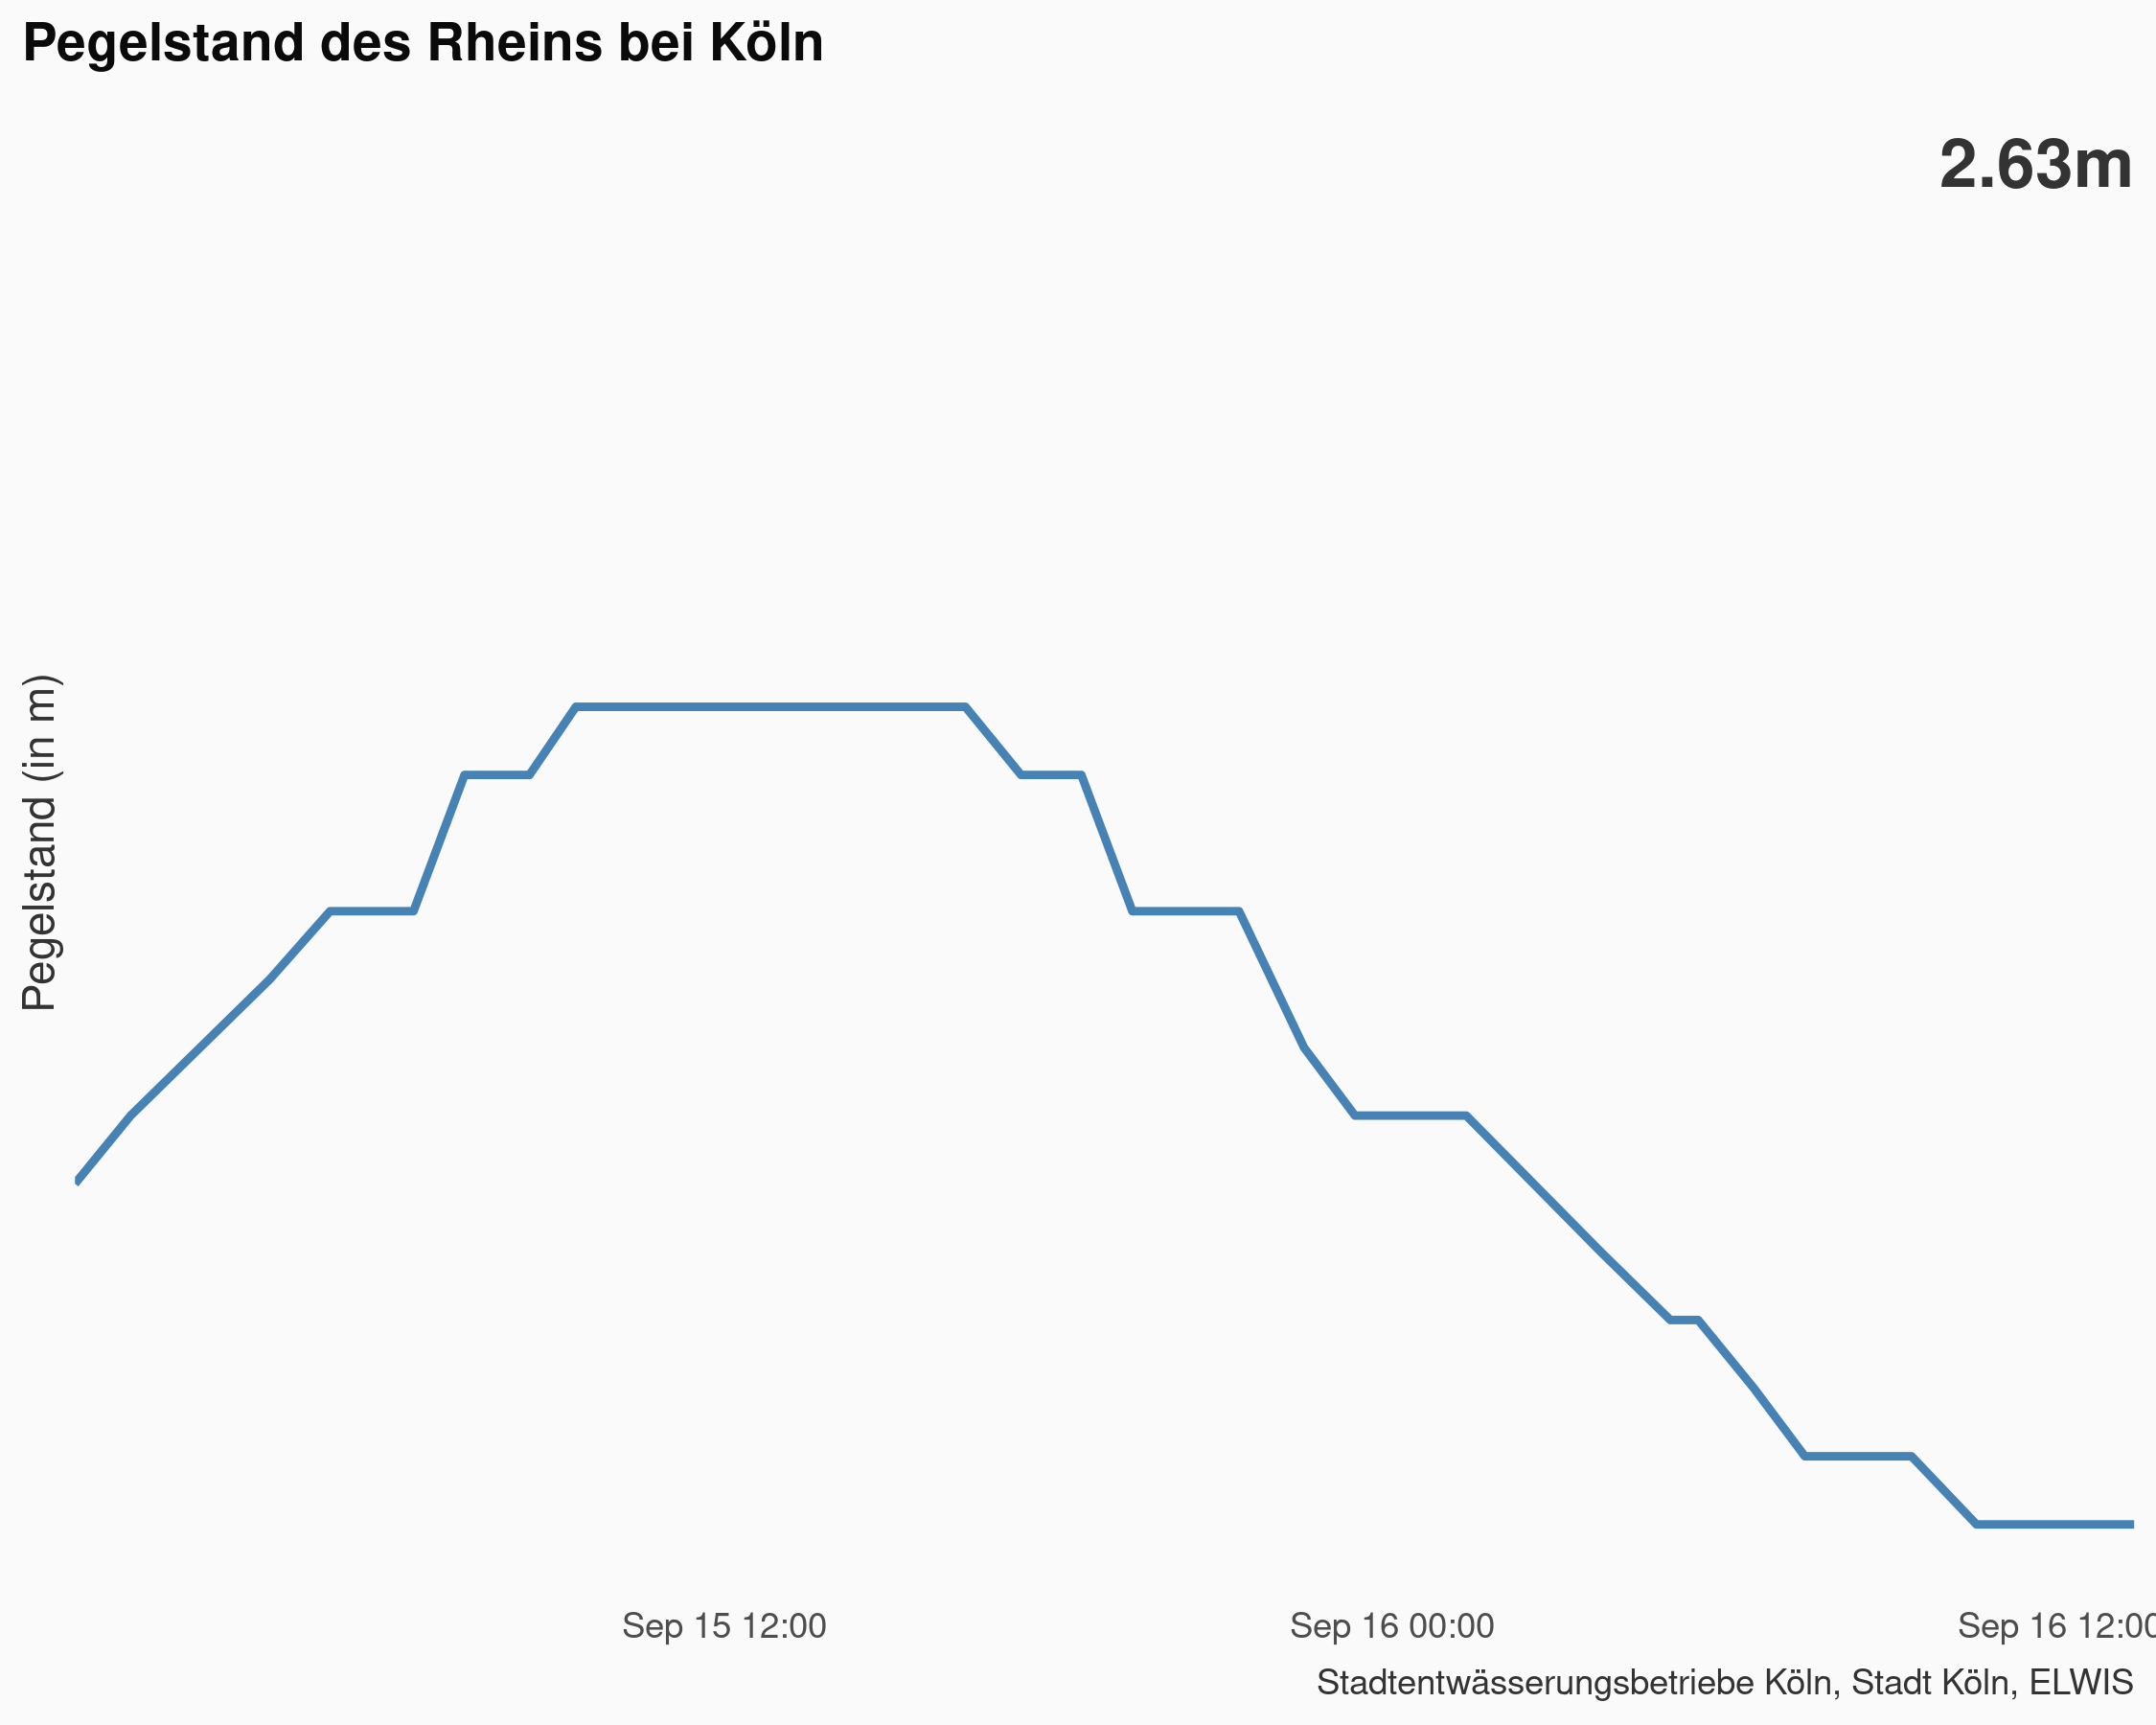 Pegelstand des Rheins bei Köln
2.63m
Pegelstand (in m)
Sep 15 12:00
Sep 16 00:00
Sep 16 12:00
Stadtentwässerungsbetriebe Köln, Stadt Köln, ELWIS